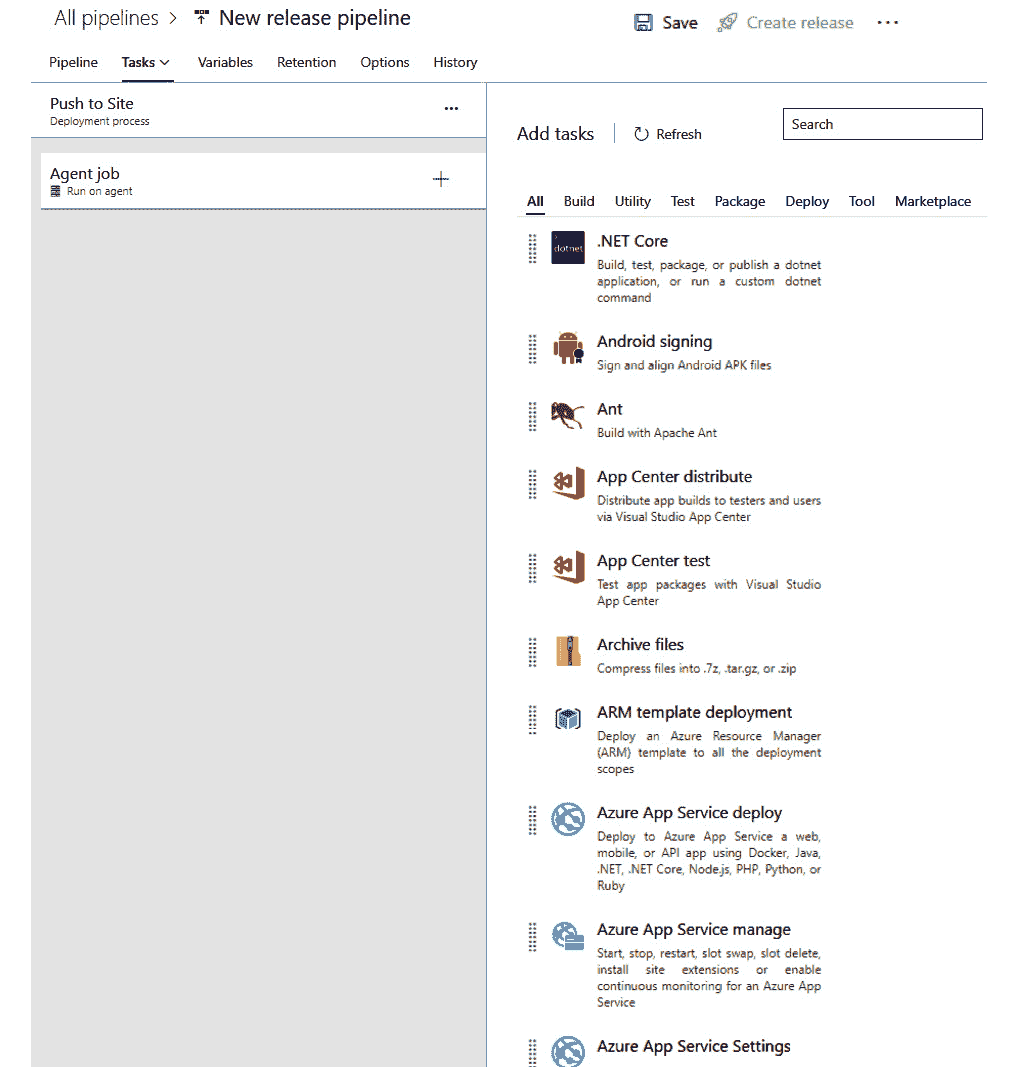 All pipelines > New release pipeline
Save Create release ...
Pipeline Tasks Variables Retention Options History
Push to Site ...
Deployment process
Agent job
Run on agent
Add tasks Refresh Search
All Build Utility Test Package Deploy Tool Marketplace
dotnet
.NET Core
Build, test, package, or publish a dotnet
application, or run a custom dotnet
command
Android signing
Sign and align Android APK files
Ant
Build with Apache Ant
App Center distribute
Distribute app builds to testers and users
via Visual Studio App Center
App Center test
Test app packages with Visual Studio
App Center
Archive files
Compress files into .7z, .tar.gz, or .zip
ARM template deployment
Deploy an Azure Resource Manager
(ARM) template to all the deployment
scopes
Azure App Service deploy
Deploy to Azure App Service a web,
mobile, or API app using Docker, Java,
.NET, .NET Core, Node.js, PHP, Python, or
Ruby
Azure App Service manage
Start, stop, restart, slot swap, slot delete,
install site extensions or enable
continuous monitoring for an Azure App
Service
Azure App Service Settings